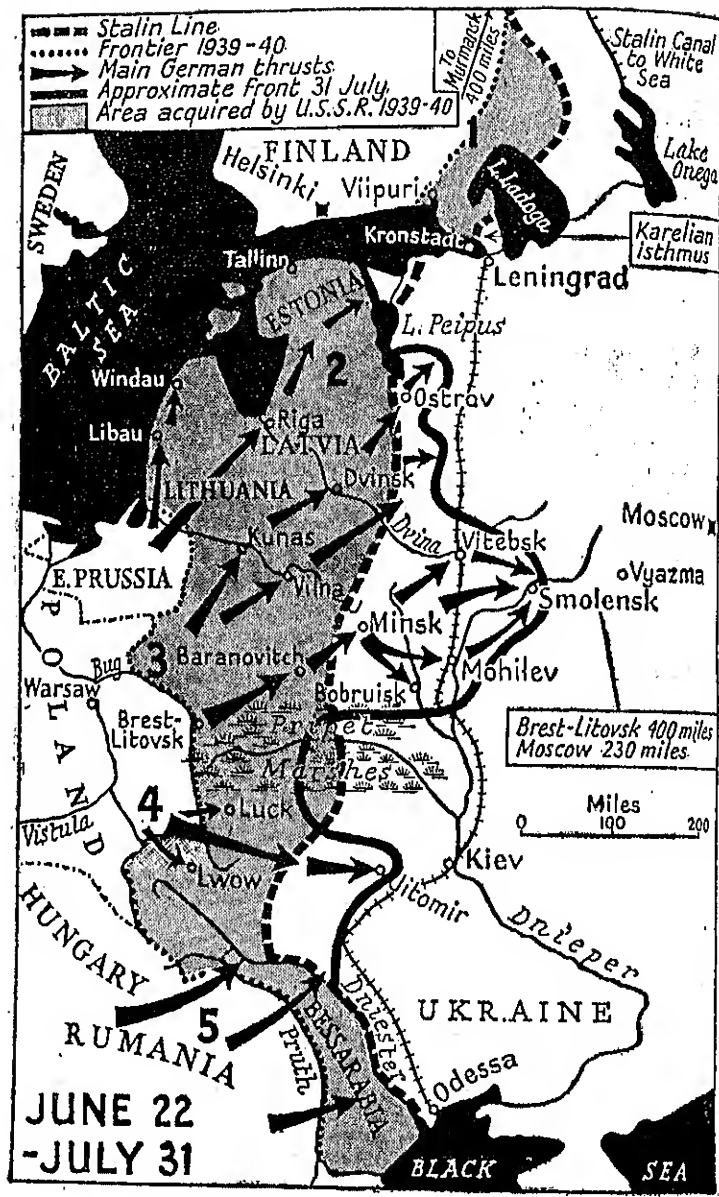 Stalin Line
Frontier 1939-40
Main German thrusts
Approximate front 31 July
Area acquired by U.S.S.R. 1939-40
To Murmansk
400 miles
Stalin Canal
to White
Sea
1
FINLAND
Helsinki
Viipuri
L. Ladoga
Lake
Onega
SWEDEN
Kronstadt
Karelian
isthmus
Tallinn
Leningrad
ESTONIA
BALTIC
SEA
L. Peipus
2
Windau
Ostrov
Riga
Libau
LATVIA
LITHUANIA
Dvinsk
Dvina
Moscow
Kunas
Vitebsk
E. PRUSSIA
Vilna
Vyazma
Smolensk
Minsk
POLAND
3
Bug
Baranovitch
Mohilev
Warsaw
Bobruisk
Brest-
Litovsk
Pripet
Marshes
Brest-Litovsk 400 miles
Moscow 230 miles
4
Luck
Miles
0 100 200
Vistula
Lwow
Kiev
Jitomir
HUNGARY
Dnieper
5
RUMANIA
UKRAINE
Pruth
BESSARABIA
Dniester
Odessa
JUNE 22
-JULY 31
BLACK SEA